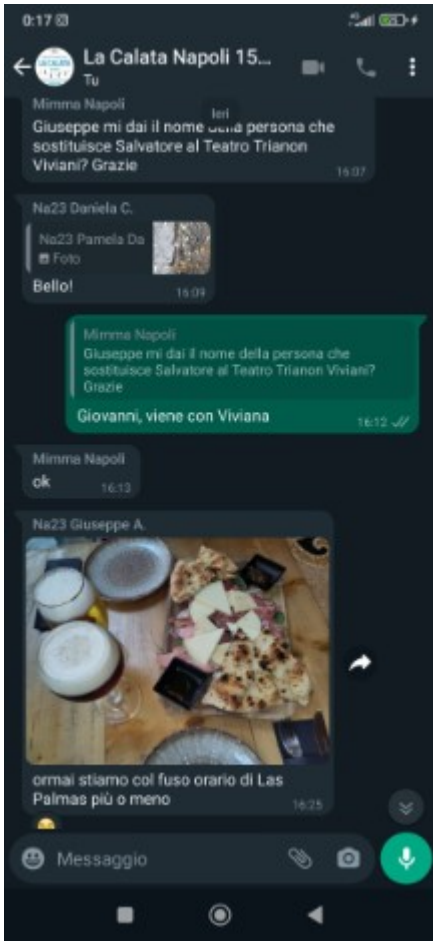 0:17
La Calata Napoli 15...
Tu
Mimma Napoli
Ieri
Giuseppe mi dai il nome della persona che
sostituisce Salvatore al Teatro Trianon
Viviani? Grazie
16:07
Na23 Daniela C.
Na23 Pamela Da
Foto
Bello!
16:09
Mimma Napoli
Giuseppe mi dai il nome della persona che
sostituisce Salvatore al Teatro Trianon Viviani?
Grazie
Giovanni, viene con Viviana
16:12
Mimma Napoli
ok
16:13
Na23 Giuseppe A.
ormai stiamo col fuso orario di Las
Palmas più o meno
16:25
Messaggio